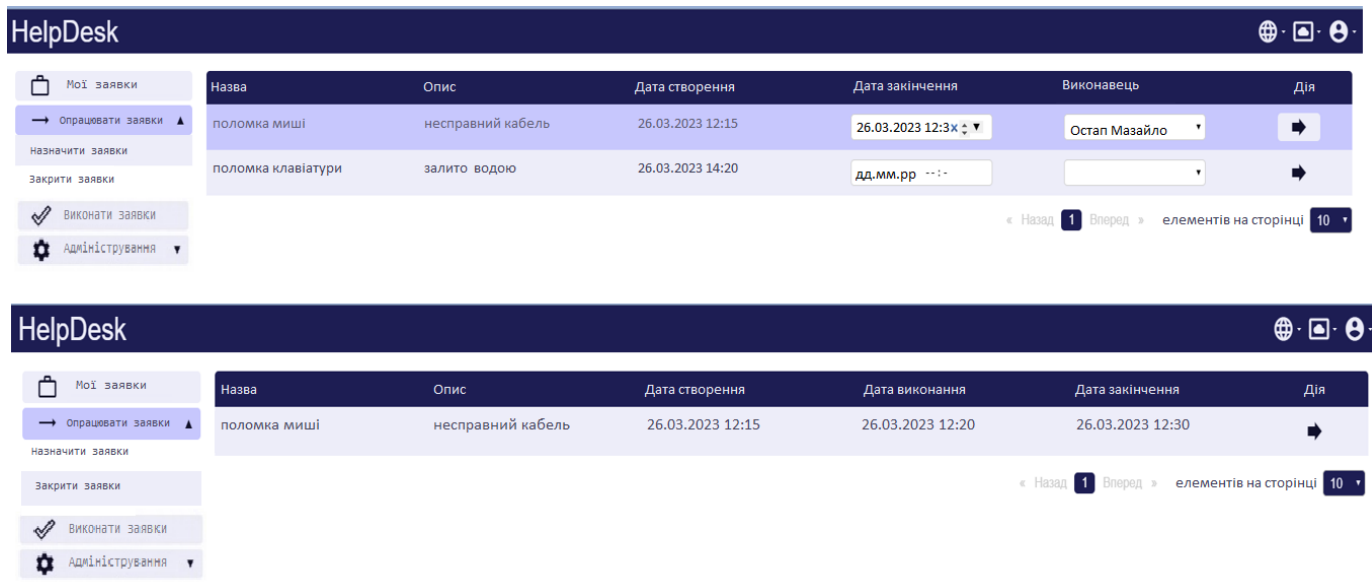 HelpDesk
Мої заявки
Назва Опис Дата створення Дата закінчення Виконавець Дія
Опрацювати заявки
поломка миші несправний кабель 26.03.2023 12:15 26.03.2023 12:3x Остап Мазайло
Назначити заявки
поломка клавіатури залито водою 26.03.2023 14:20 дд.мм.рр --:-
Закрити заявки
Виконати заявки
« Назад 1 Вперед » елементів на сторінці 10
Адміністрування
HelpDesk
Мої заявки
Назва Опис Дата створення Дата виконання Дата закінчення Дія
Опрацювати заявки
поломка миші несправний кабель 26.03.2023 12:15 26.03.2023 12:20 26.03.2023 12:30
Назначити заявки
Закрити заявки
« Назад 1 Вперед » елементів на сторінці 10
Виконати заявки
Адміністрування